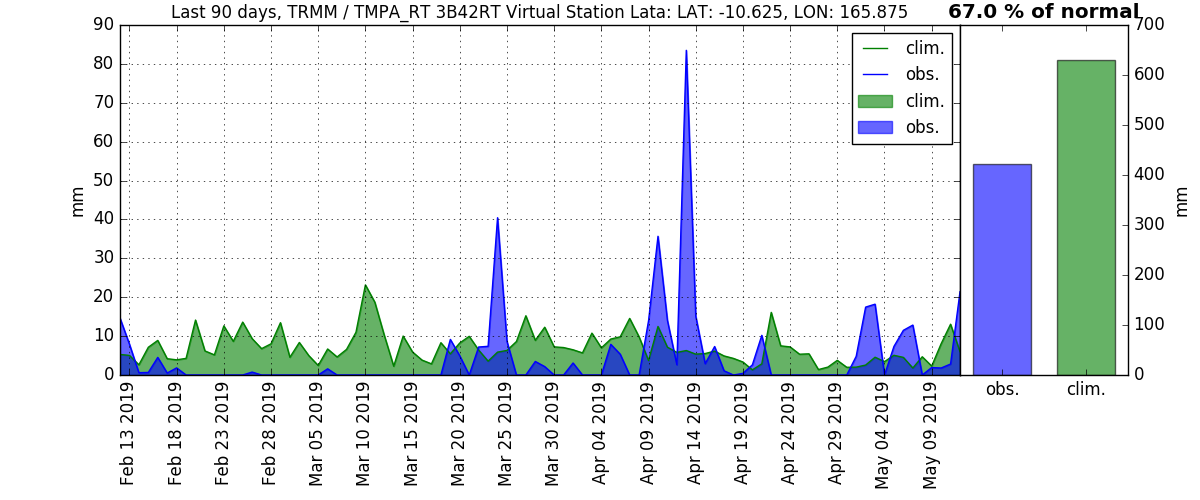 Last 90 days, TRMM / TMPA_RT 3B42RT Virtual Station Lata: LAT: -10.625, LON: 165.875
67.0 % of normal
90
80
70
60
50
40
30
20
10
0
mm
clim.
obs.
clim.
obs.
Feb 13 2019
Feb 18 2019
Feb 23 2019
Feb 28 2019
Mar 05 2019
Mar 10 2019
Mar 15 2019
Mar 20 2019
Mar 25 2019
Mar 30 2019
Apr 04 2019
Apr 09 2019
Apr 14 2019
Apr 19 2019
Apr 24 2019
Apr 29 2019
May 04 2019
May 09 2019
700
600
500
400
300
200
100
0
mm
obs.
clim.